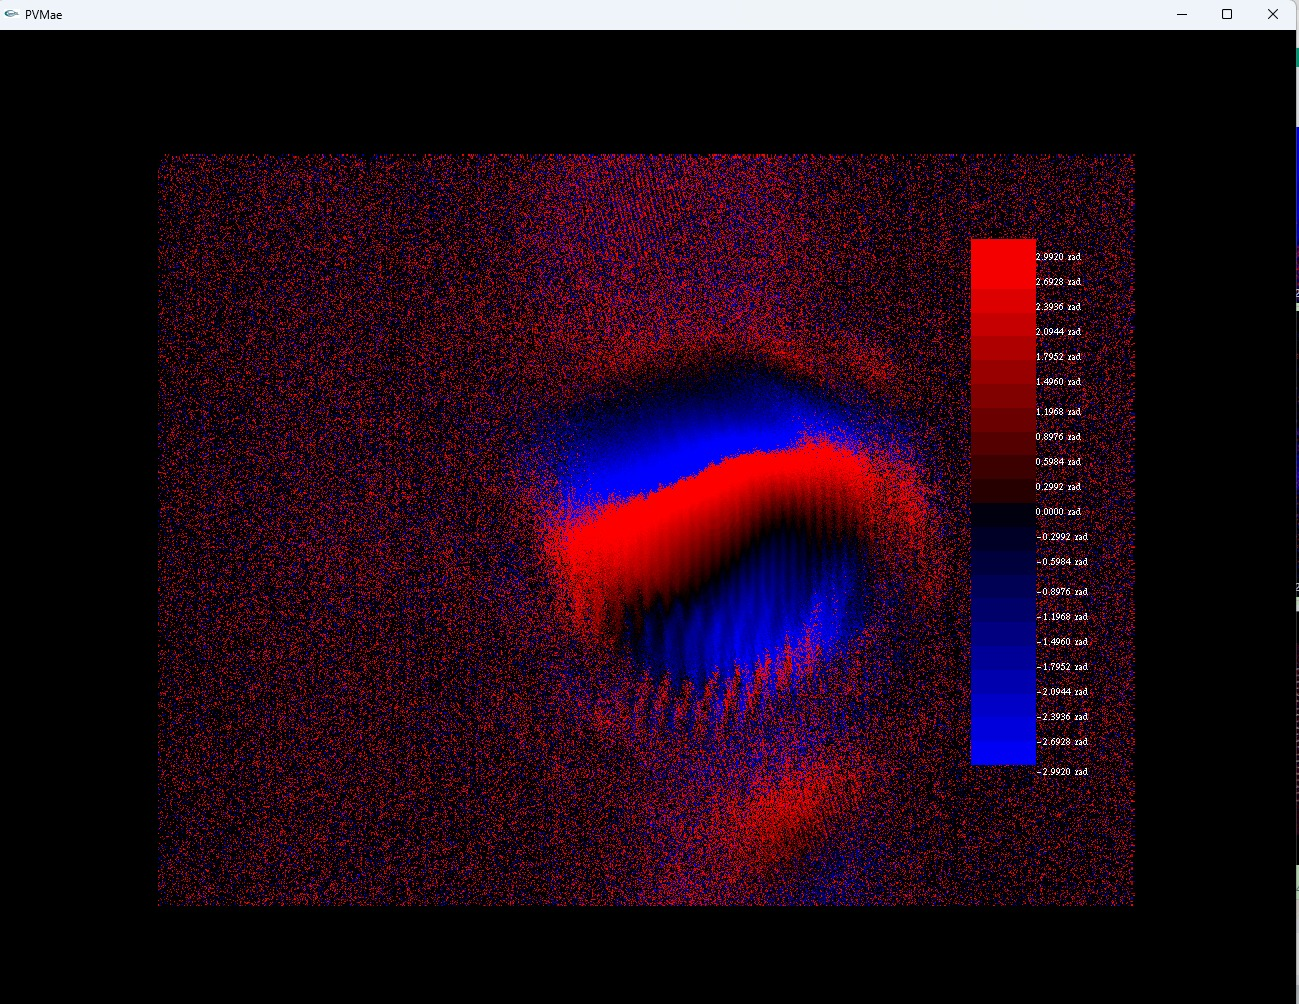 PVMae
2.9920 rad
2.6928 rad
2.3936 rad
2.0944 rad
1.7952 rad
1.4960 rad
1.1968 rad
0.8976 rad
0.5984 rad
0.2992 rad
0.0000 rad
-0.2992 rad
-0.5984 rad
-0.8976 rad
-1.1968 rad
-1.4960 rad
-1.7952 rad
-2.0944 rad
-2.3936 rad
-2.6928 rad
-2.9920 rad